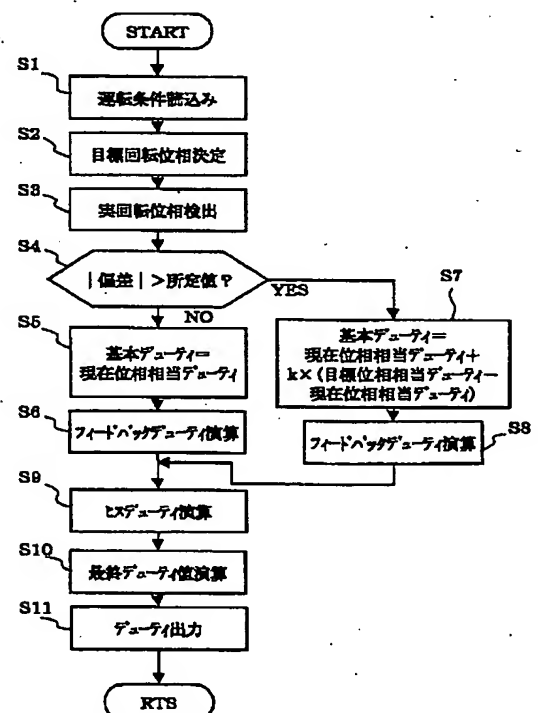 START
S1
運転条件読込み
S2
目標回転位相決定
S3
実回転位相検出
S4
|偏差|>所定値?
YES
NO
S5
基本デューティ=
現在位相相当デューティ
S6
フィードバックデューティ演算
S7
基本デューティ=
現在位相相当デューティ+
k×(目標位相相当デューティ−
現在位相相当デューティ)
S8
フィードバックデューティ演算
S9
ヒスデューティ演算
S10
最終デューティ値演算
S11
デューティ出力
RTS